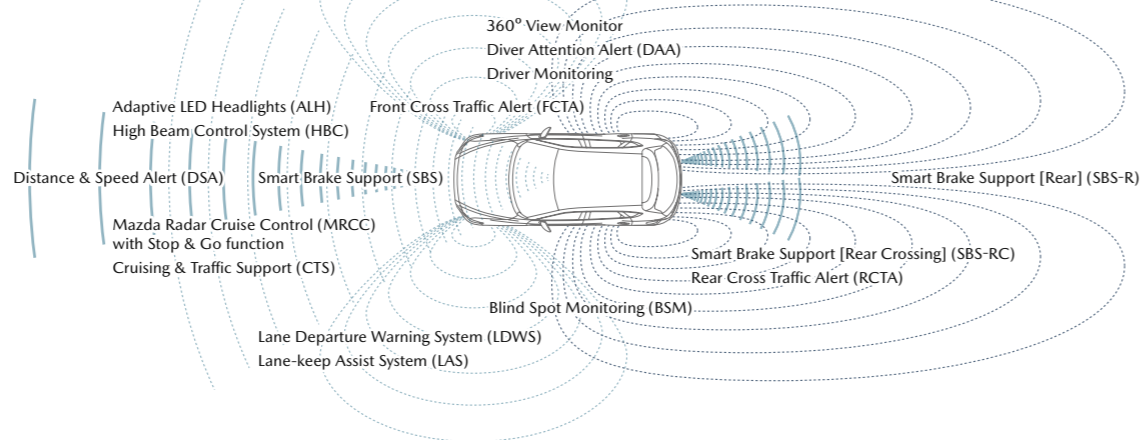 360° View Monitor
Diver Attention Alert (DAA)
Driver Monitoring
Adaptive LED Headlights (ALH)
High Beam Control System (HBC)
Front Cross Traffic Alert (FCTA)
Distance & Speed Alert (DSA)
Smart Brake Support (SBS)
Smart Brake Support [Rear] (SBS-R)
Mazda Radar Cruise Control (MRCC)
with Stop & Go function
Cruising & Traffic Support (CTS)
Smart Brake Support [Rear Crossing] (SBS-RC)
Rear Cross Traffic Alert (RCTA)
Blind Spot Monitoring (BSM)
Lane Departure Warning System (LDWS)
Lane-keep Assist System (LAS)